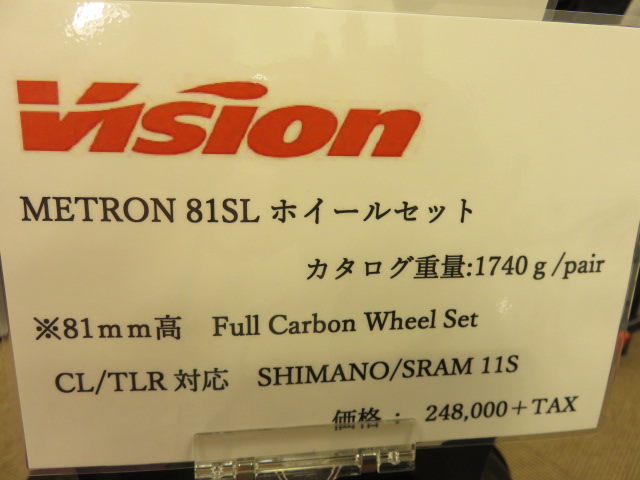 Vision
METRON 81SL ホイールセット
カタログ重量:1740ｇ/pair
※81ｍｍ高　Full Carbon Wheel Set
CL/TLR 対応　SHIMANO/SRAM 11S
価格：　248,000＋TAX